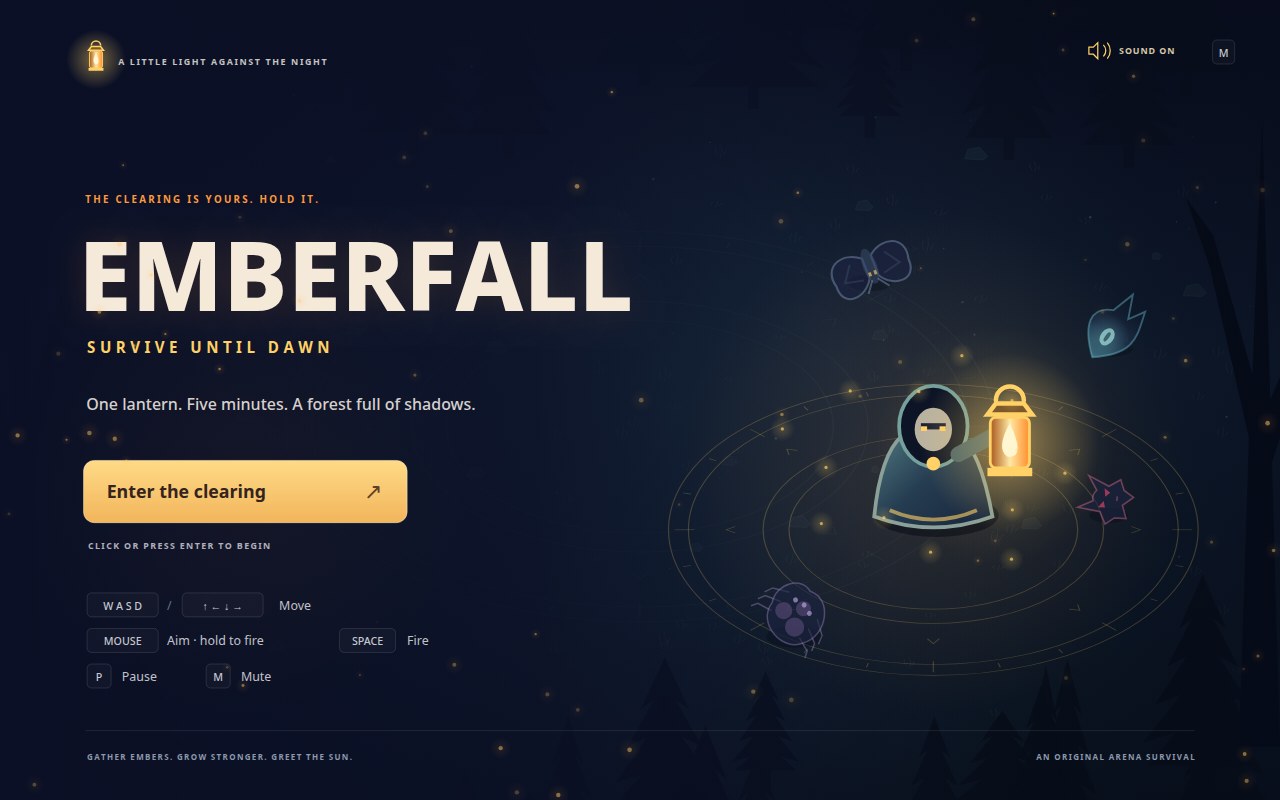 A LITTLE LIGHT AGAINST THE NIGHT
SOUND ON M
THE CLEARING IS YOURS. HOLD IT.
EMBERFALL
SURVIVE UNTIL DAWN
One lantern. Five minutes. A forest full of shadows.
Enter the clearing ↗
CLICK OR PRESS ENTER TO BEGIN
WASD / ↑←↓→ Move
MOUSE Aim · hold to fire SPACE Fire
P Pause M Mute
GATHER EMBERS. GROW STRONGER. GREET THE SUN.
AN ORIGINAL ARENA SURVIVAL